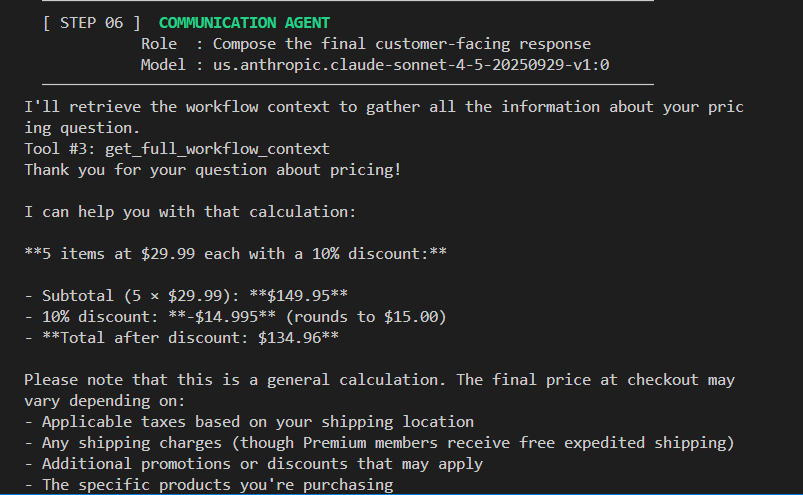 [ STEP 06 ] COMMUNICATION AGENT
Role : Compose the final customer-facing response
Model : us.anthropic.claude-sonnet-4-5-20250929-v1:0
I'll retrieve the workflow context to gather all the information about your pric
ing question.
Tool #3: get_full_workflow_context
Thank you for your question about pricing!
I can help you with that calculation:
**5 items at $29.99 each with a 10% discount:**
- Subtotal (5 × $29.99): **$149.95**
- 10% discount: **-$14.995** (rounds to $15.00)
- **Total after discount: $134.96**
Please note that this is a general calculation. The final price at checkout may
vary depending on:
- Applicable taxes based on your shipping location
- Any shipping charges (though Premium members receive free expedited shipping)
- Additional promotions or discounts that may apply
- The specific products you're purchasing